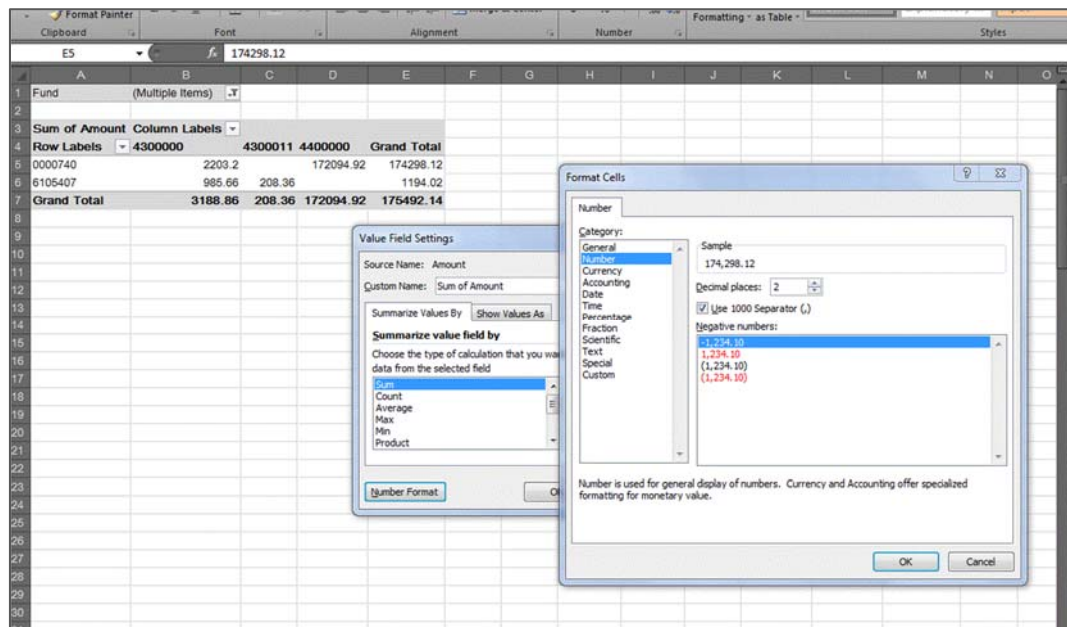 Format Painter
Formatting as Table
Clipboard Font Alignment Number Styles
E5 fx 174298.12
A B C D E F G H I J K L M N O
1 Fund (Multiple Items)
2
3 Sum of Amount Column Labels
4 Row Labels 4300000 4300011 4400000 Grand Total
5 0000740 2203.2 172094.92 174298.12
6 6105407 985.66 208.36 1194.02
7 Grand Total 3188.86 208.36 172094.92 175492.14
8
9
10
11
12
13
14
15
16
17
18
19
20
21
22
23
24
25
26
27
28
29
30
Value Field Settings
Source Name: Amount
Custom Name: Sum of Amount
Summarize Values By Show Values As
Summarize value field by
Choose the type of calculation that you
data from the selected field
Sum
Count
Average
Max
Min
Product
Number Format
Format Cells
Number
Category:
General
Number
Currency
Accounting
Date
Time
Percentage
Fraction
Scientific
Text
Special
Custom
Sample
174,298.12
Decimal places: 2
Use 1000 Separator (,)
Negative numbers:
-1,234.10
1,234.10
(1,234.10)
(1,234.10)
Number is used for general display of numbers. Currency and Accounting offer specialized
formatting for monetary value.
OK Cancel